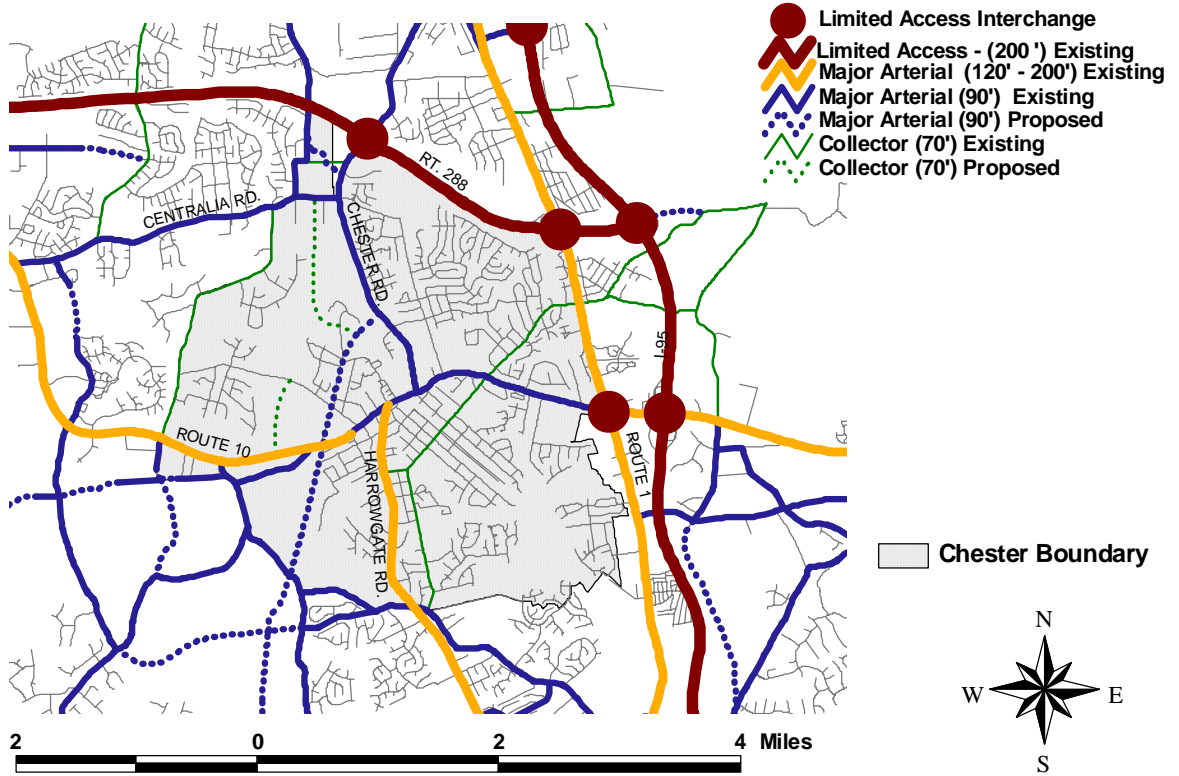 Limited Access Interchange
Limited Access - (200 ') Existing
Major Arterial (120' - 200') Existing
Major Arterial (90') Existing
Major Arterial (90') Proposed
Collector (70') Existing
Collector (70') Proposed
RT. 288
CENTRALIA RD.
CHESTER RD.
I-95
ROUTE 10
HARROWGATE RD.
ROUTE 1
Chester Boundary
N
W E
S
2 0 2 4 Miles